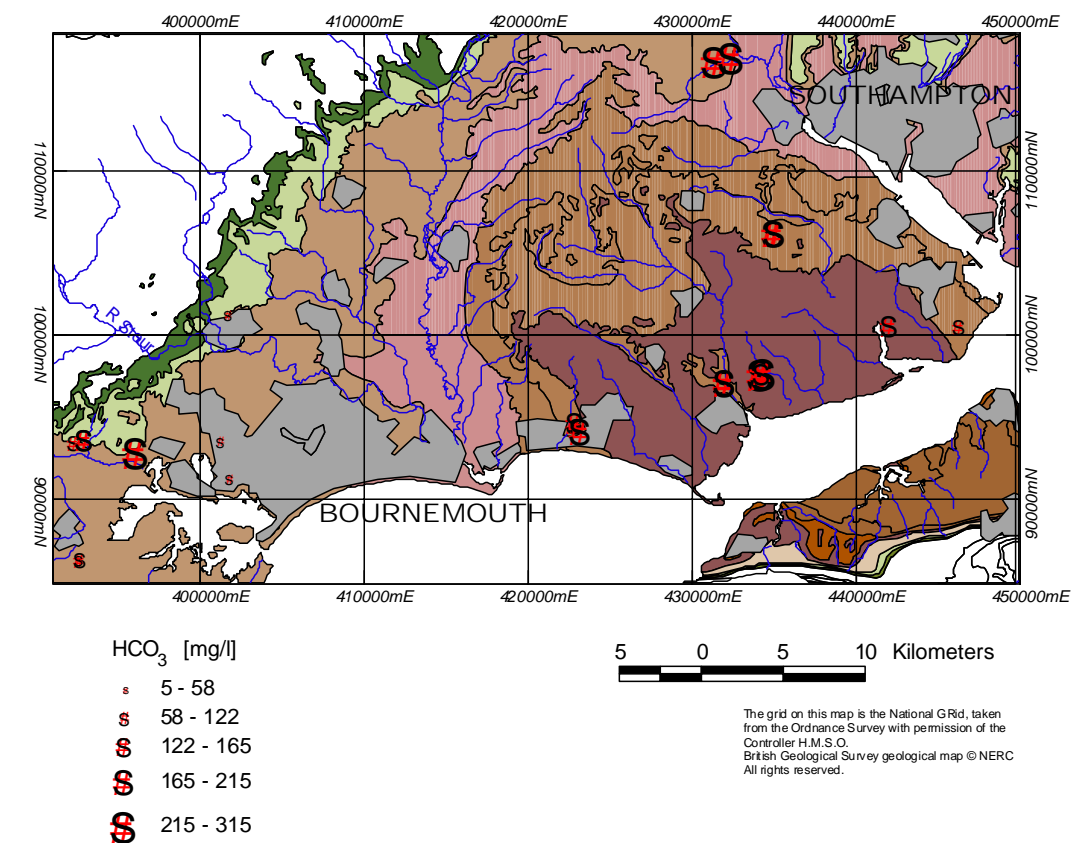 400000mE 410000mE 420000mE 430000mE 440000mE 450000mE
SOUTHAMPTON
110000mN 110000mN
R Stour
100000mN 100000mN
90000mN 90000mN
BOURNEMOUTH
400000mE 410000mE 420000mE 430000mE 440000mE 450000mE
HCO3 [mg/l]
5 - 58
58 - 122
122 - 165
165 - 215
215 - 315
5 0 5 10 Kilometers
The grid on this map is the National GRid, taken
from the Ordnance Survey with permission of the
Controller H.M.S.O.
British Geological Survey geological map © NERC
All rights reserved.